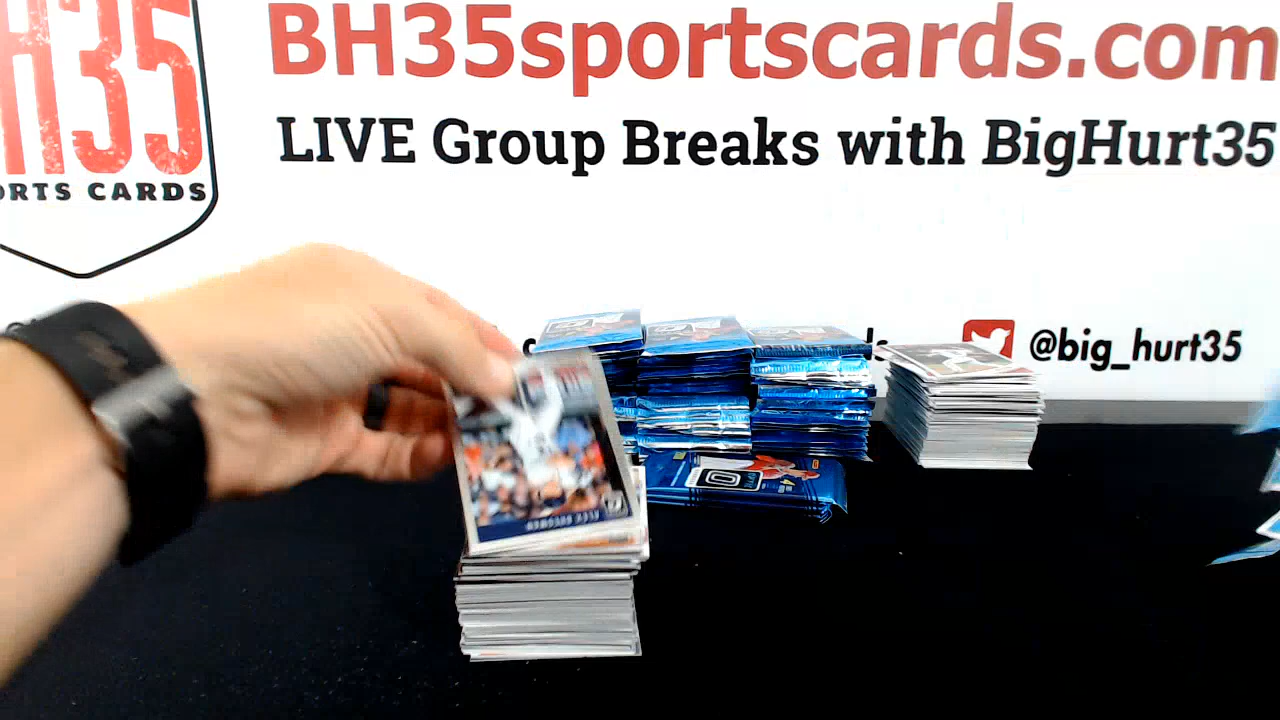 H35
ORTS CARDS
BH35sportscards.com
LIVE Group Breaks with BigHurt35
@big_hurt35